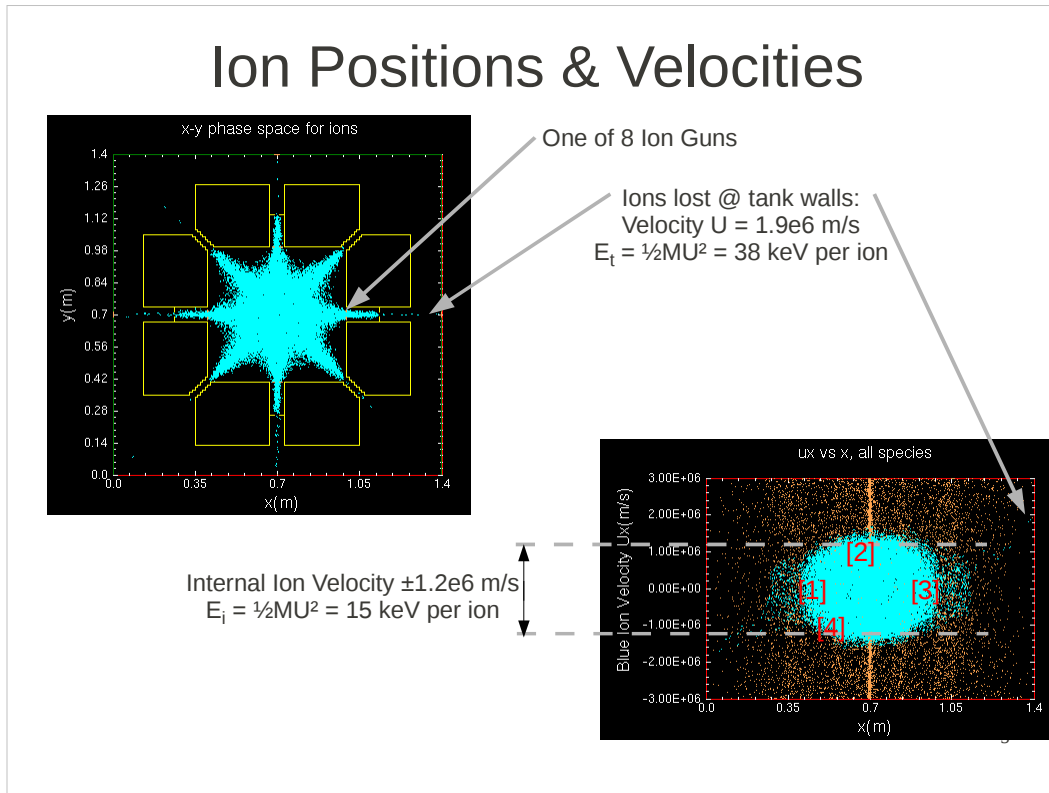 Ion Positions & Velocities
x-y phase space for ions
y(m)
1.4
1.26
1.12
0.98
0.84
0.7
0.56
0.42
0.28
0.14
0.0
0.0 0.35 0.7 1.05 1.4
x(m)
One of 8 Ion Guns
Ions lost @ tank walls:
Velocity U = 1.9e6 m/s
Eₜ = ½MU² = 38 keV per ion
Internal Ion Velocity ±1.2e6 m/s
Eᵢ = ½MU² = 15 keV per ion
ux vs x, all species
Blue Ion Velocity Ux(m/s)
3.00E+06
2.00E+06
1.00E+06
0.00E+00
-1.00E+06
-2.00E+06
-3.00E+06
[2]
[1] [3]
[4]
0.0 0.35 0.7 1.05 1.4
x(m)